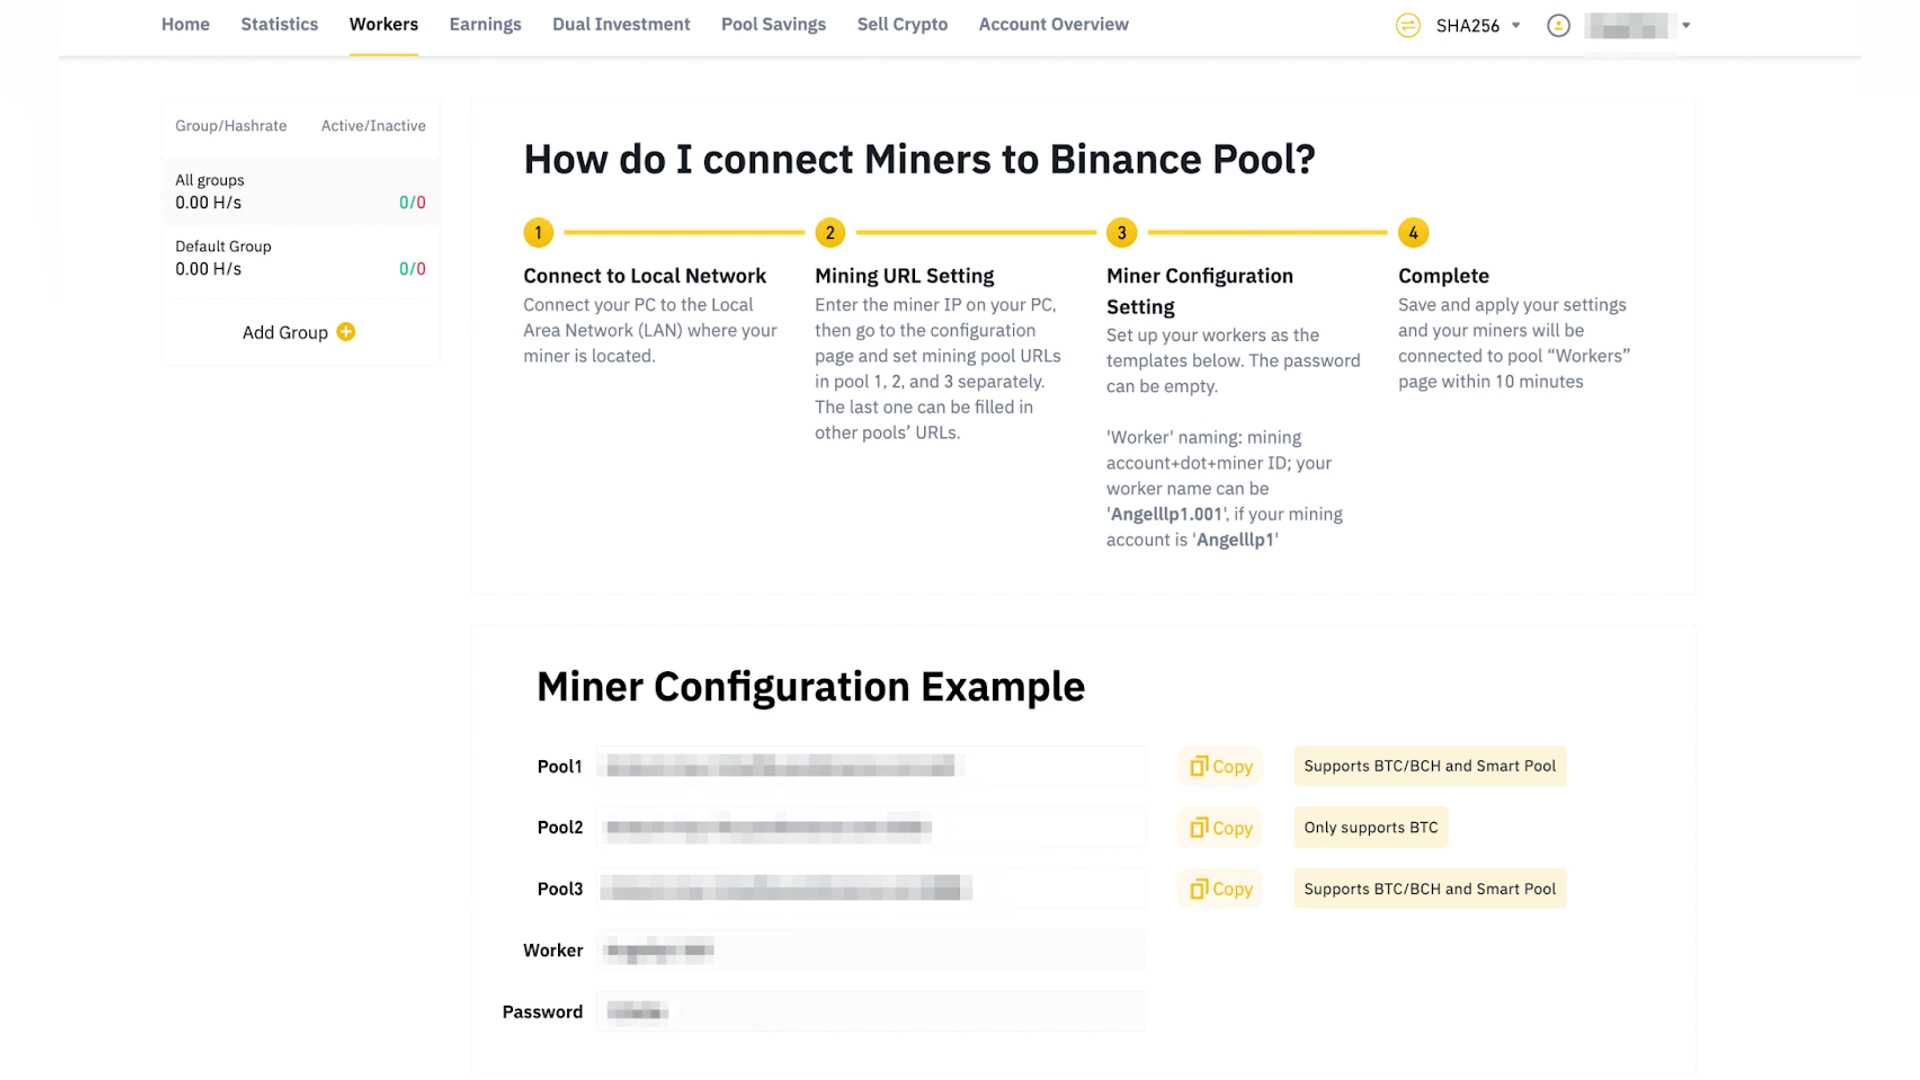 Home Statistics Workers Earnings Dual Investment Pool Savings Sell Crypto Account Overview SHA256
Group/Hashrate Active/Inactive
All groups
0.00 H/s 0/0
Default Group
0.00 H/s 0/0
Add Group
How do I connect Miners to Binance Pool?
1
Connect to Local Network
Connect your PC to the Local
Area Network (LAN) where your
miner is located.
2
Mining URL Setting
Enter the miner IP on your PC,
then go to the configuration
page and set mining pool URLs
in pool 1, 2, and 3 separately.
The last one can be filled in
other pools’ URLs.
3
Miner Configuration
Setting
Set up your workers as the
templates below. The password
can be empty.
'Worker' naming: mining
account+dot+miner ID; your
worker name can be
'Angelllp1.001', if your mining
account is 'Angelllp1'
4
Complete
Save and apply your settings
and your miners will be
connected to pool “Workers”
page within 10 minutes
Miner Configuration Example
Pool1 Copy Supports BTC/BCH and Smart Pool
Pool2 Copy Only supports BTC
Pool3 Copy Supports BTC/BCH and Smart Pool
Worker
Password